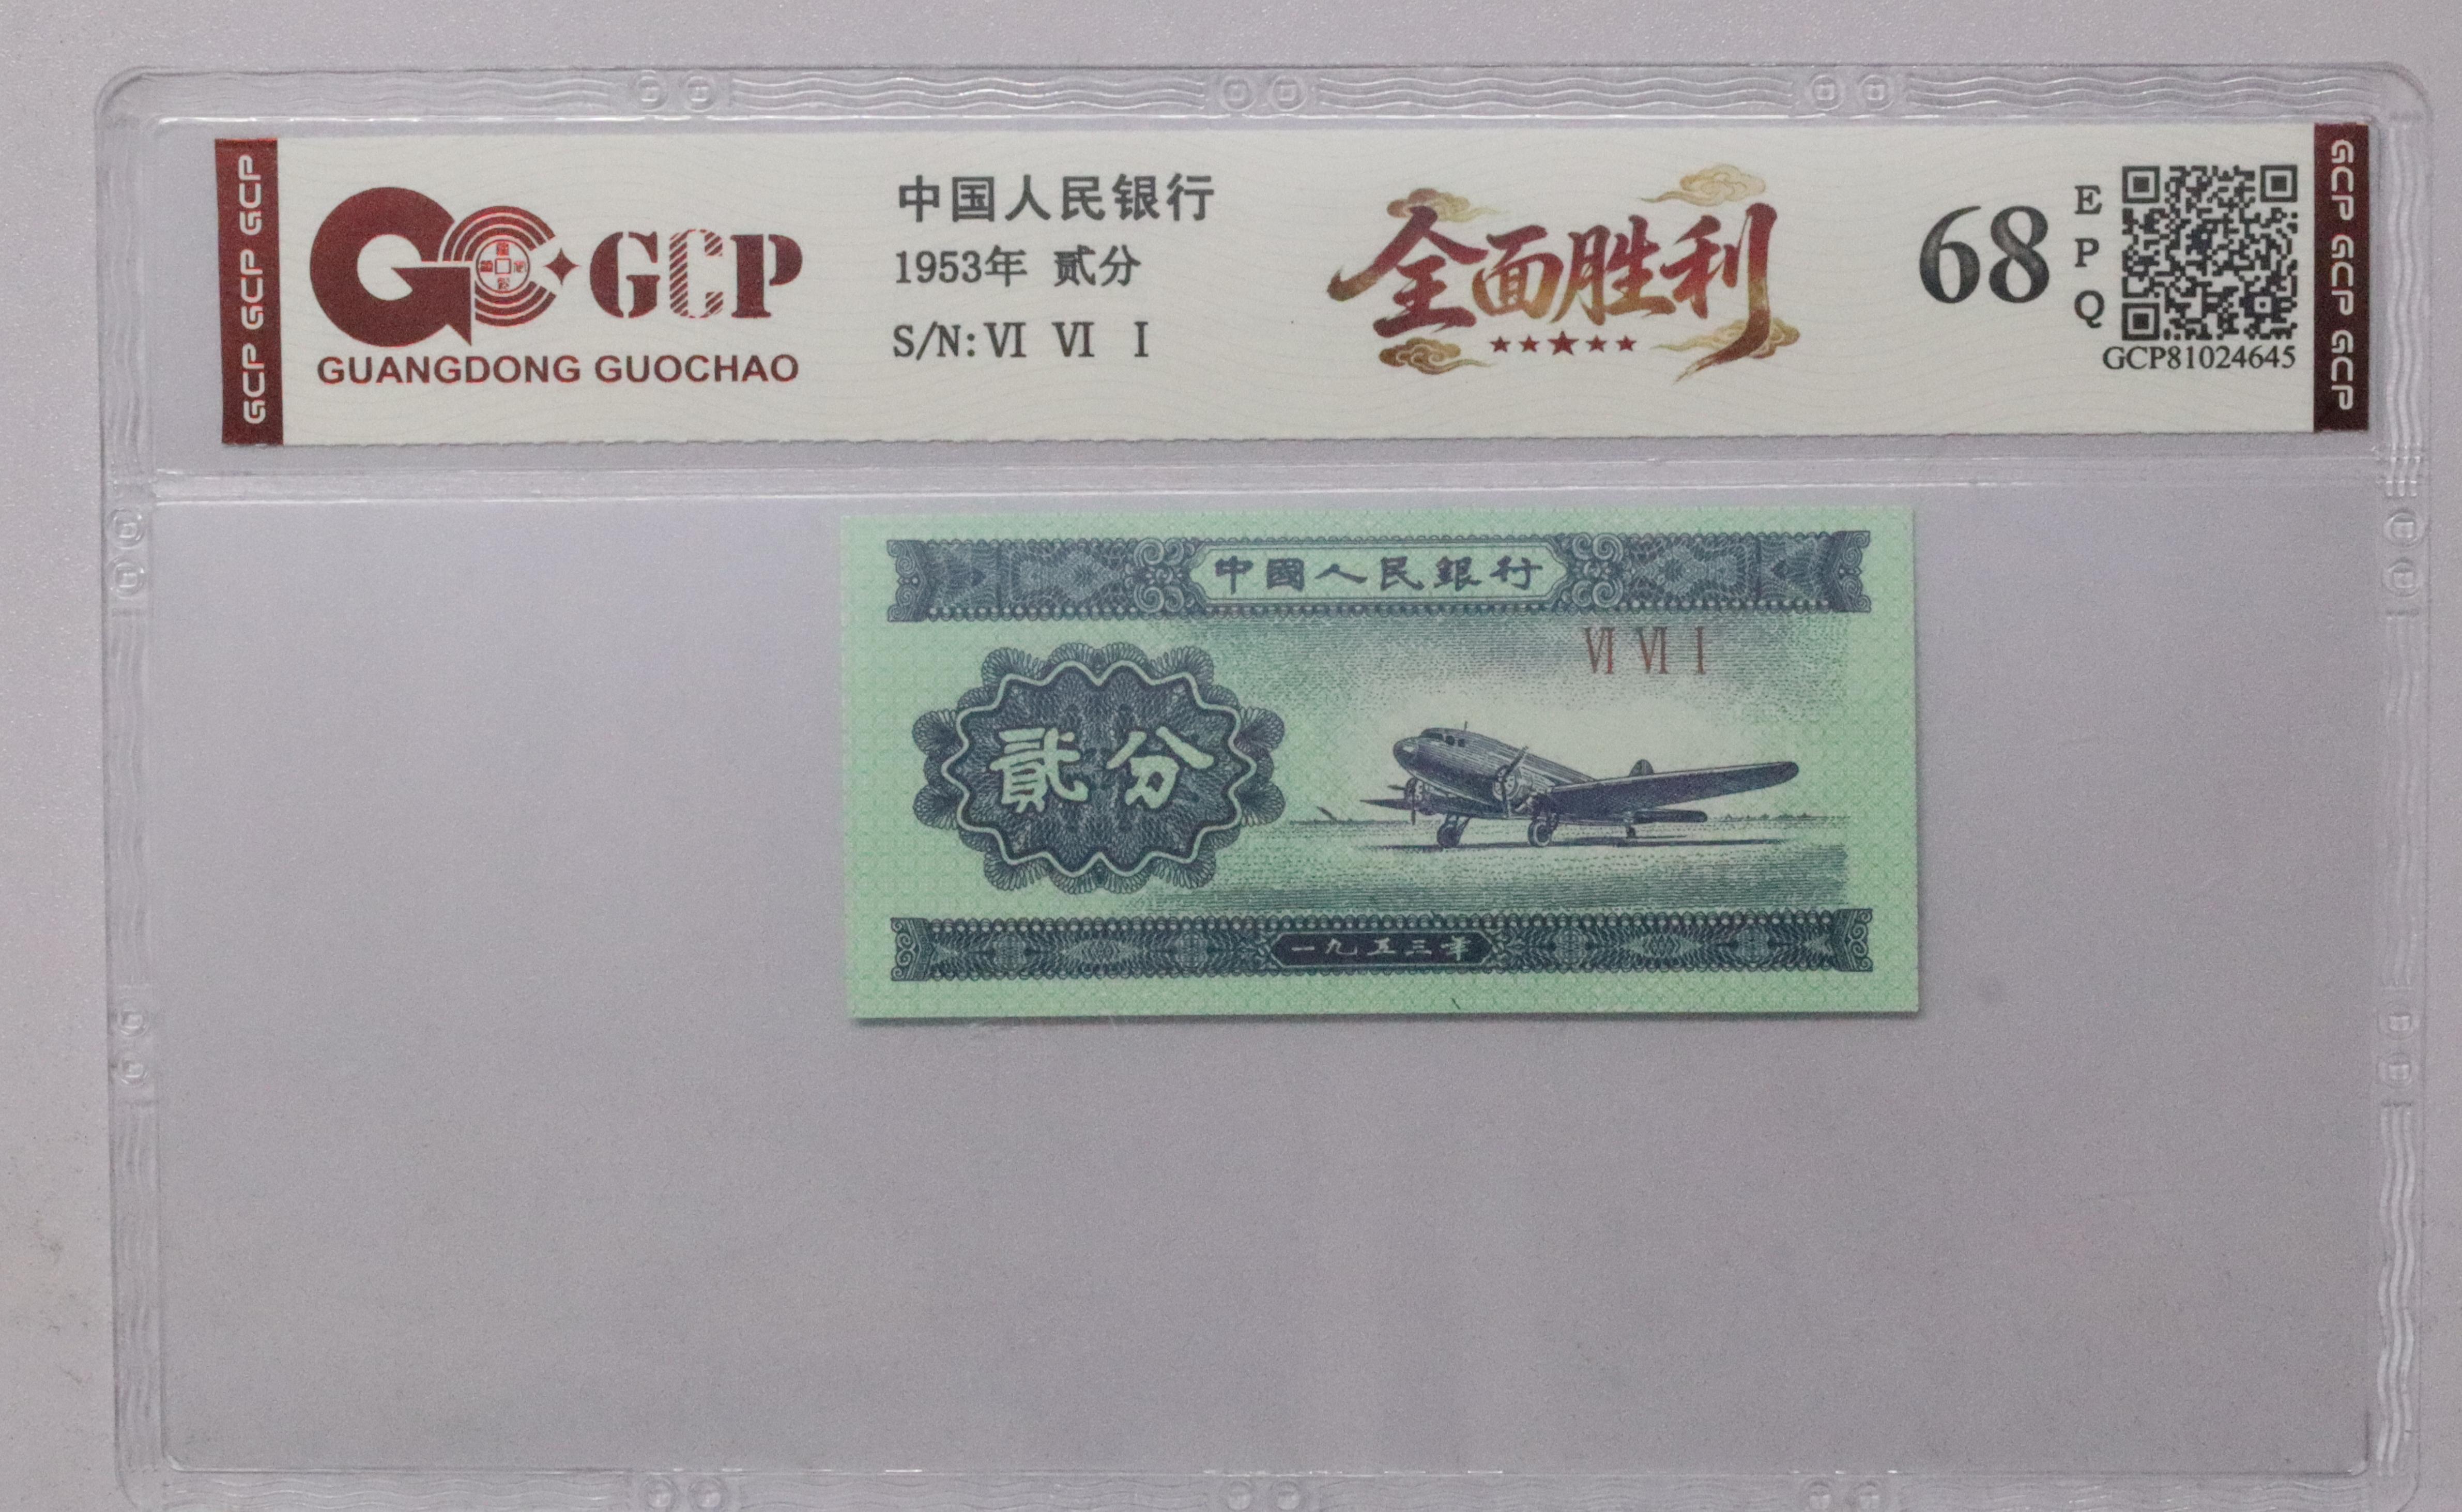 GCP GCP GCP
GCP
GUANGDONG GUOCHAO
中国人民银行
1953年 贰分
S/N: VI VI I
全面胜利
68
E
P
Q
GCP81024645
GCP GCP GCP
中國人民銀行
VI VI I
貳分
一九五三年